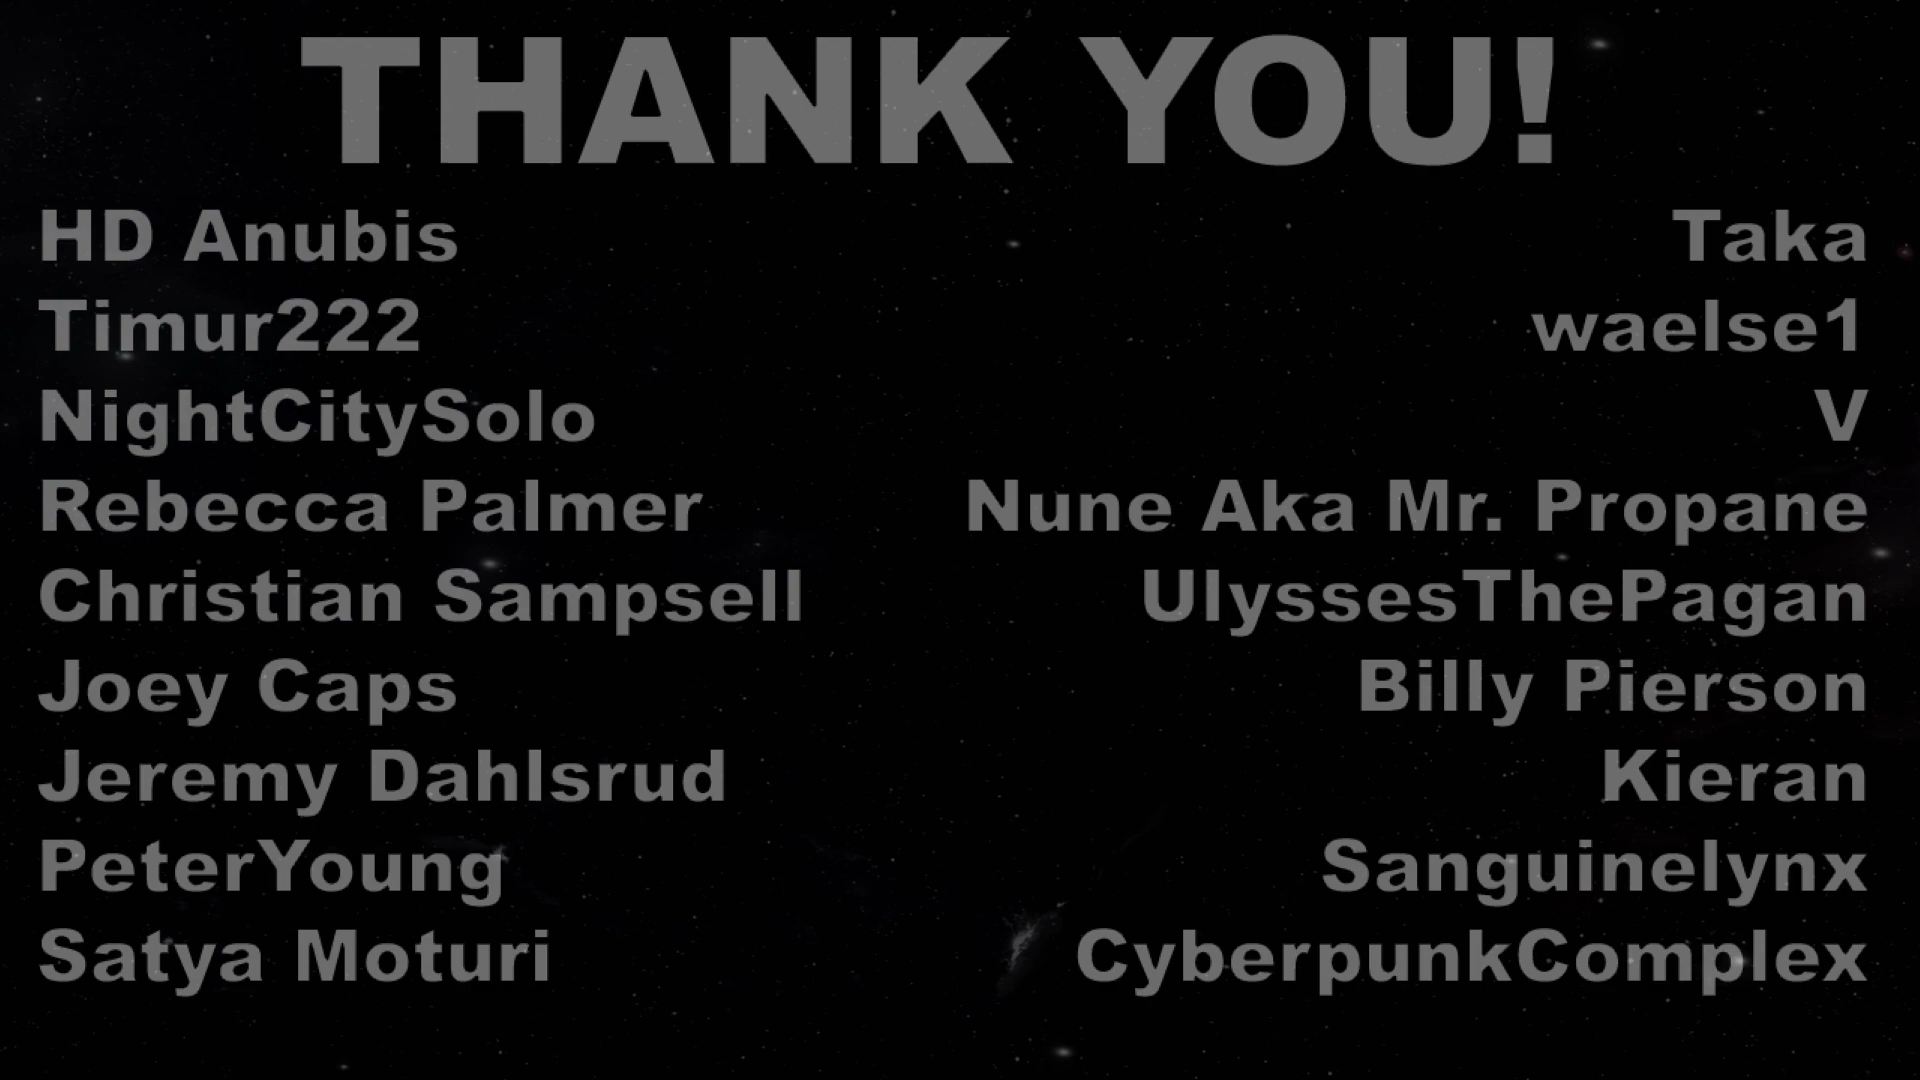 THANK YOU!
HD Anubis
Timur222
NightCitySolo
Rebecca Palmer
Christian Sampsell
Joey Caps
Jeremy Dahlsrud
PeterYoung
Satya Moturi
Taka
waelse1
V
Nune Aka Mr. Propane
UlyssesThePagan
Billy Pierson
Kieran
Sanguinelynx
CyberpunkComplex